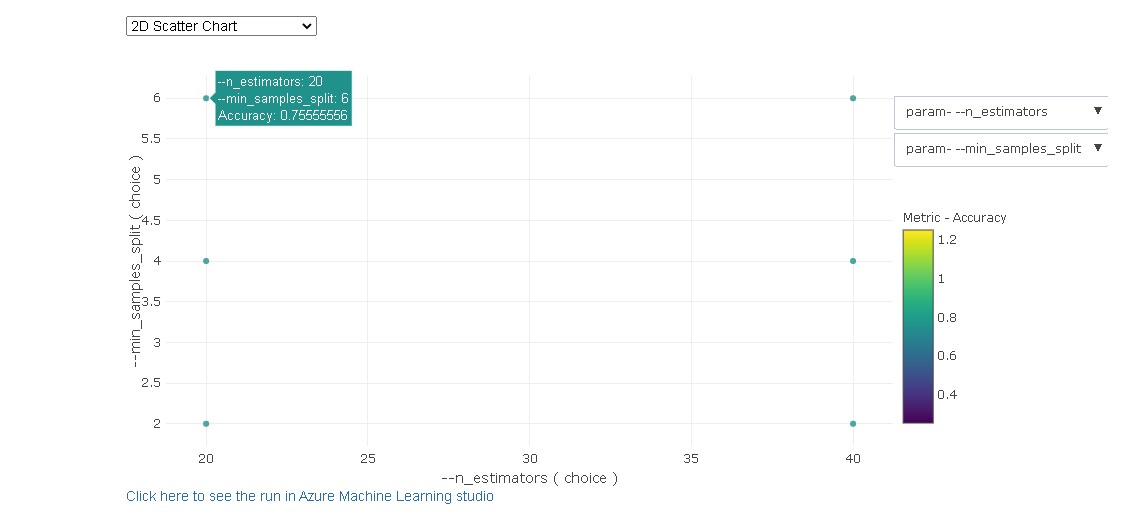 2D Scatter Chart
--n_estimators: 20
--min_samples_split: 6
Accuracy: 0.75555556
6
5.5
5
4.5
4
3.5
3
2.5
2
--min_samples_split ( choice )
20
25
30
35
40
--n_estimators ( choice )
param- --n_estimators
param- --min_samples_split
Metric - Accuracy
1.2
1
0.8
0.6
0.4
Click here to see the run in Azure Machine Learning studio